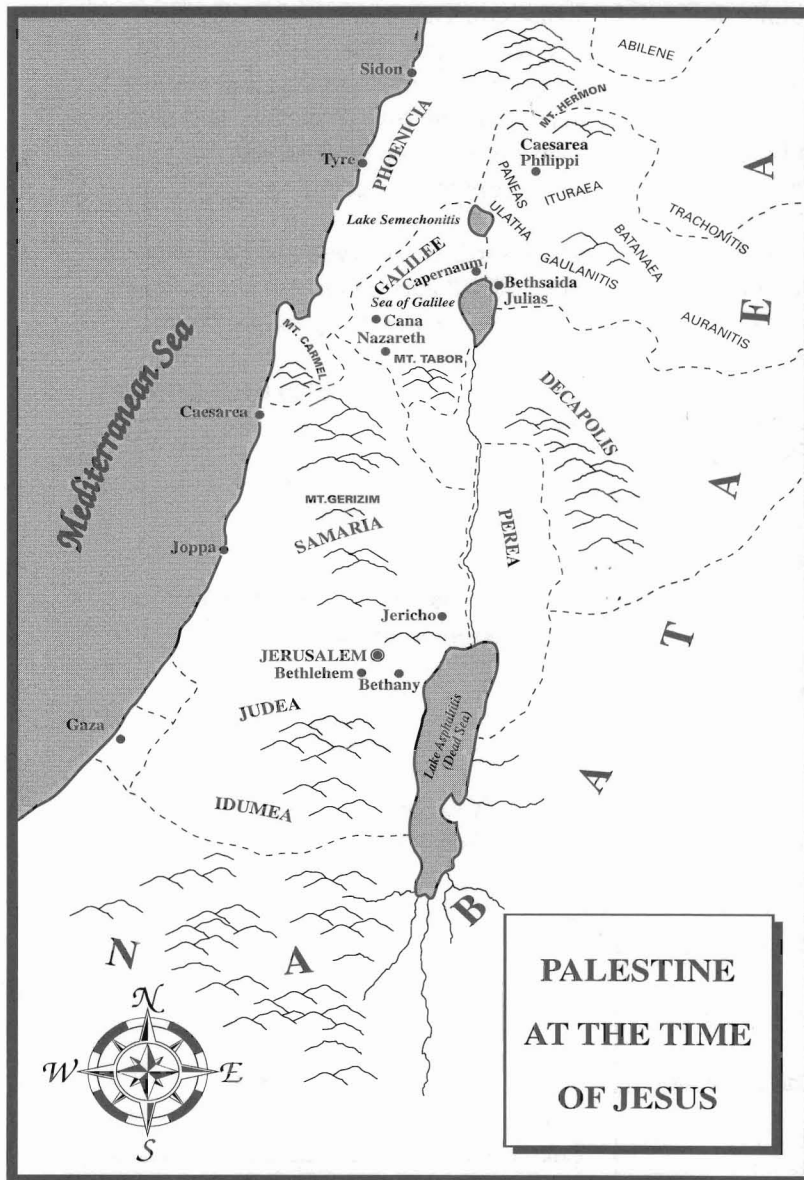 ABILENE
Sidon
MT. HERMON
PHOENICIA
Caesarea
Philippi
Tyre
PANEAS
ITURAEA
Lake Semechonitis
ULATHA
TRACHONITIS
BATANAEA
GALILEE
GAULANITIS
Capernaum
Bethsaida
Julias
Sea of Galilee
Cana
AURANITIS
Nazareth
MT. CARMEL
MT. TABOR
Mediterranean Sea
DECAPOLIS
Caesarea
MT.GERIZIM
SAMARIA
PEREA
Joppa
Jericho
JERUSALEM
Bethlehem
Bethany
JUDEA
Lake Asphaltitis
(Dead Sea)
Gaza
IDUMEA
N A B A T A E A
N
W
E
S
PALESTINE
AT THE TIME
OF JESUS